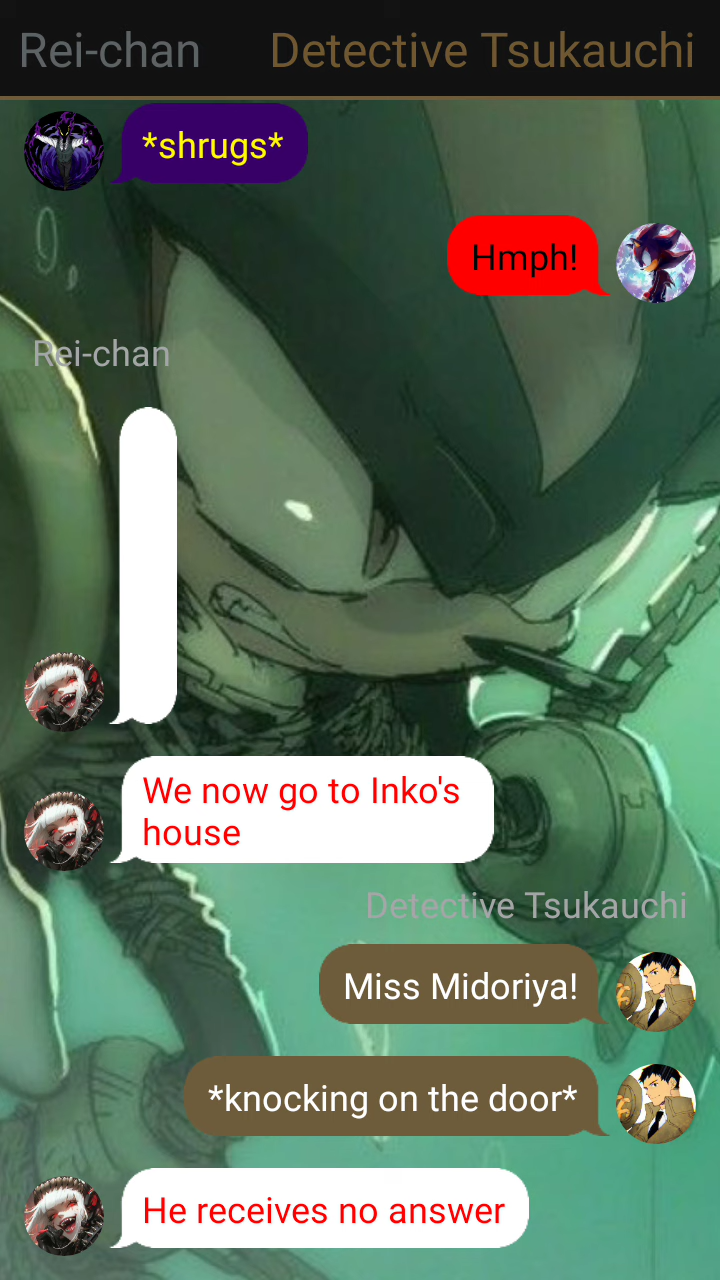 Rei-chan Detective Tsukauchi
*shrugs*
Hmph!
Rei-chan
We now go to Inko's
house
Detective Tsukauchi
Miss Midoriya!
*knocking on the door*
He receives no answer